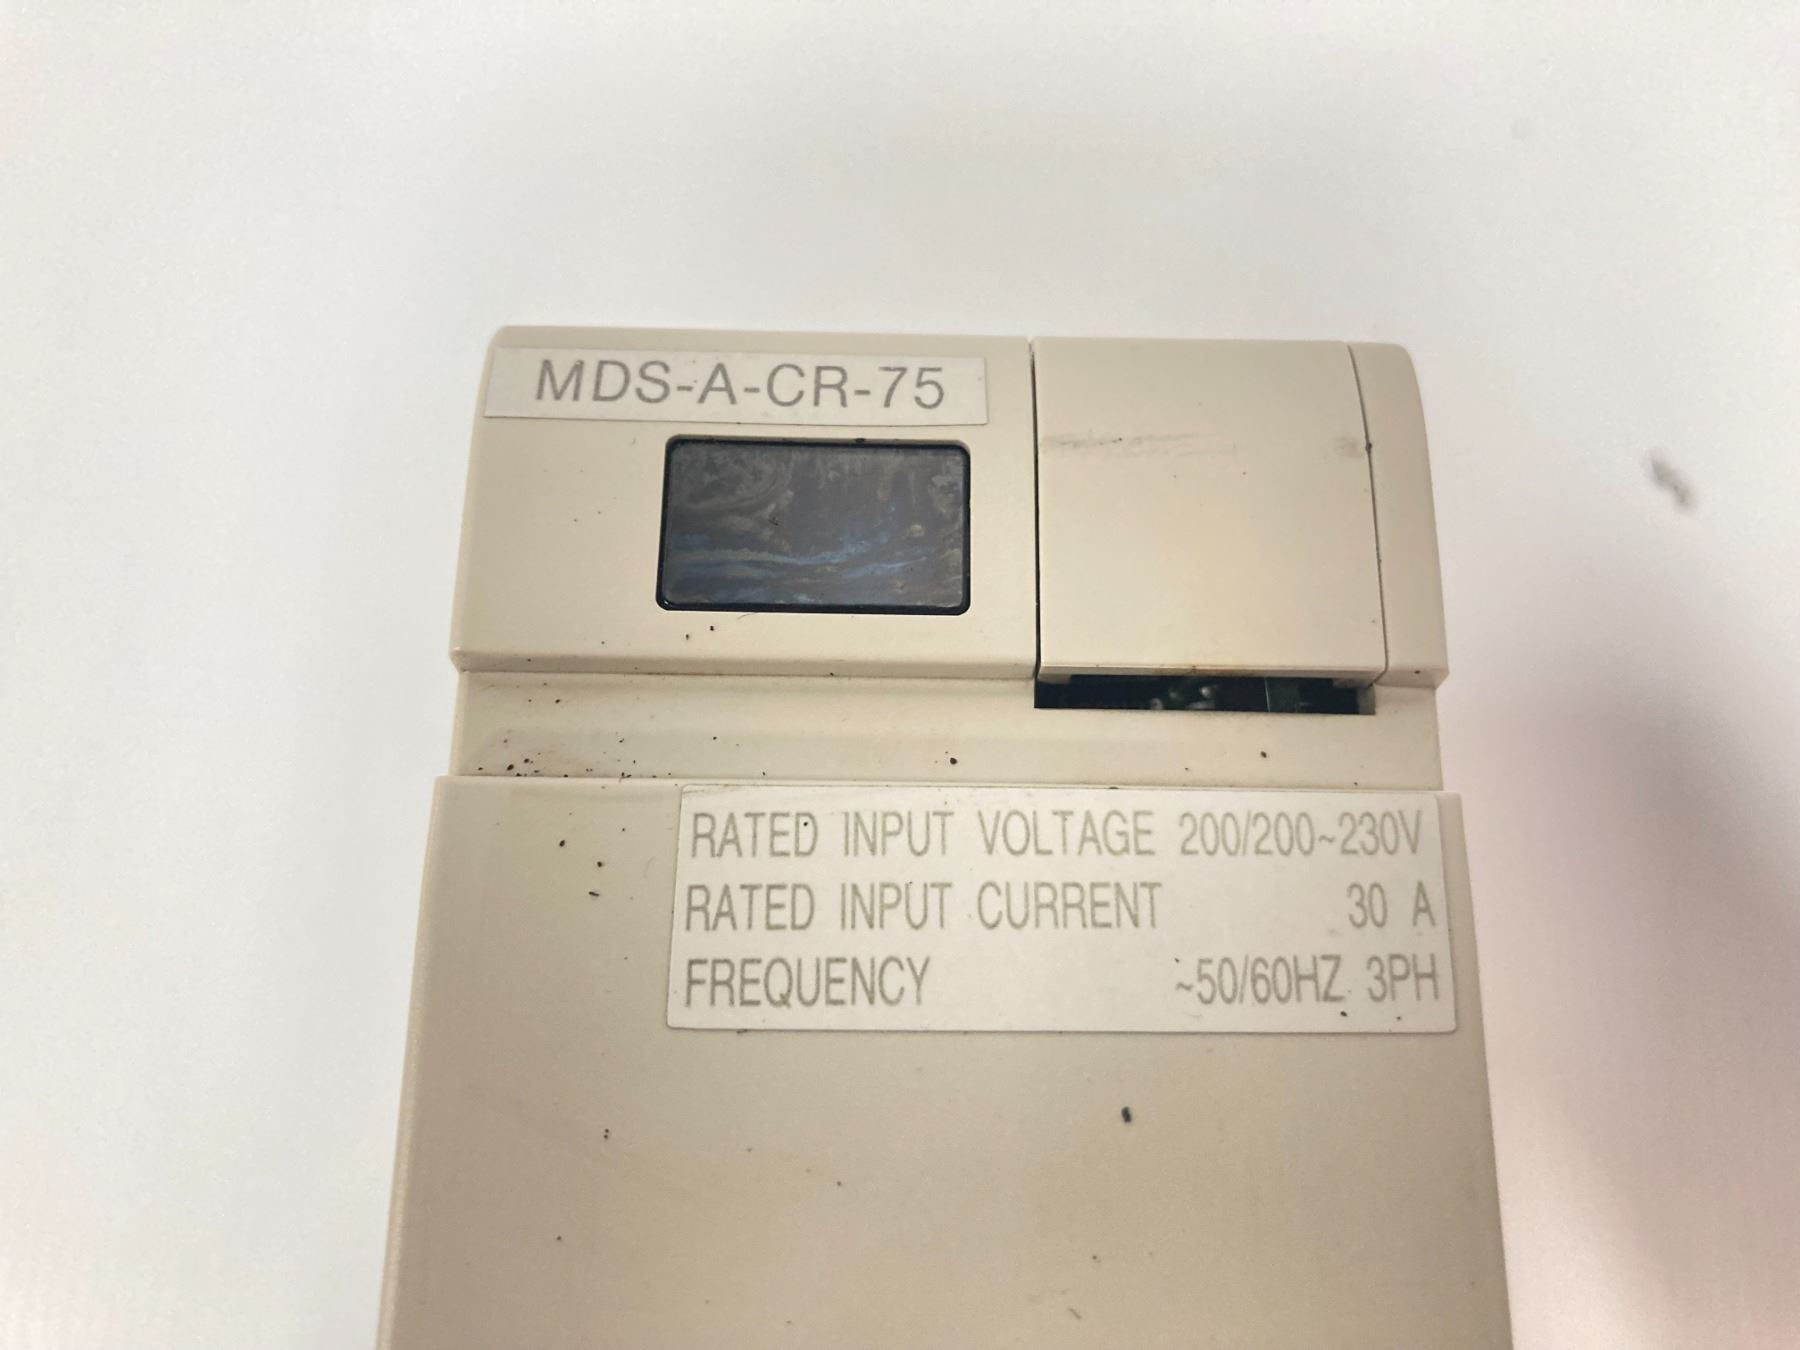 MDS-A-CR-75
RATED INPUT VOLTAGE 200/200~230V
RATED INPUT CURRENT 30 A
FREQUENCY ~50/60HZ 3PH